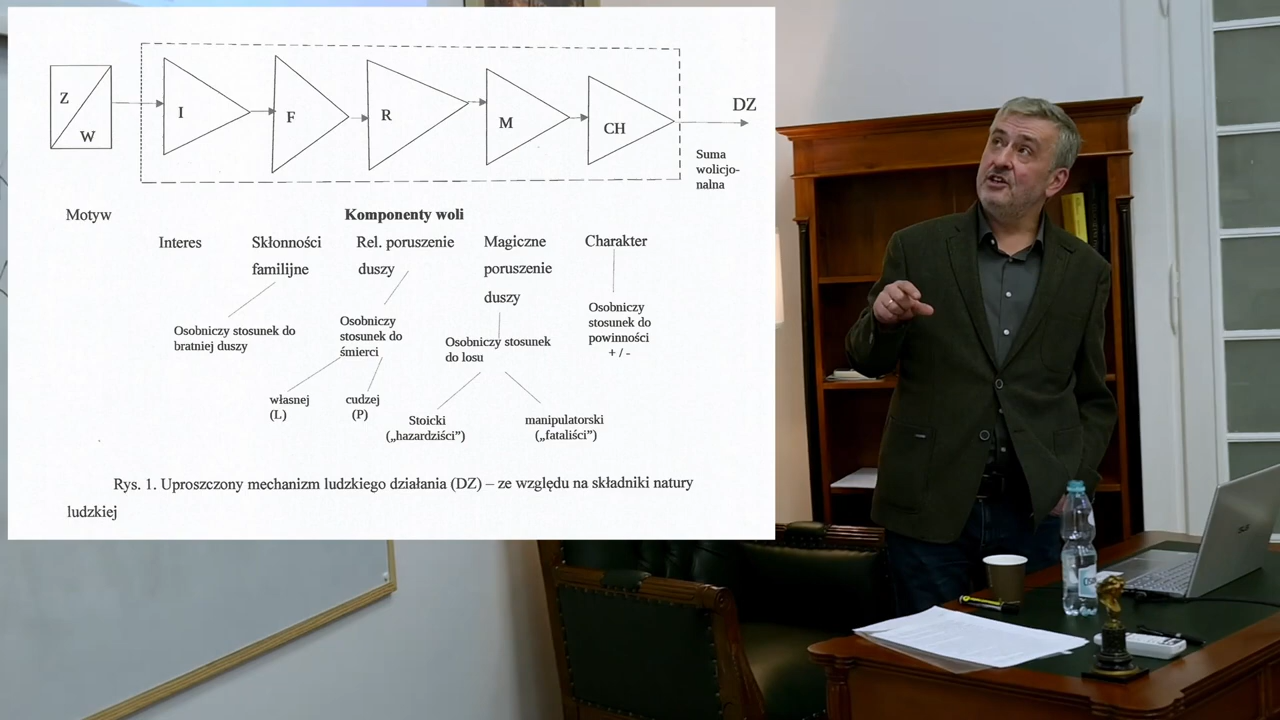 Z
W
I
F
R
M
CH
DZ
Suma
wolicjo-
nalna
Motyw
Komponenty woli
Interes
Skłonności
familijne
Rel. poruszenie
duszy
Magiczne
poruszenie
duszy
Charakter
Osobniczy stosunek do
bratniej duszy
Osobniczy
stosunek do
śmierci
Osobniczy stosunek
do losu
Osobniczy
stosunek do
powinności
+ / -
własnej
(L)
cudzej
(P)
Stoicki
(„hazardziści”)
manipulatorski
(„fataliści”)
Rys. 1. Uproszczony mechanizm ludzkiego działania (DZ) – ze względu na składniki natury
ludzkiej